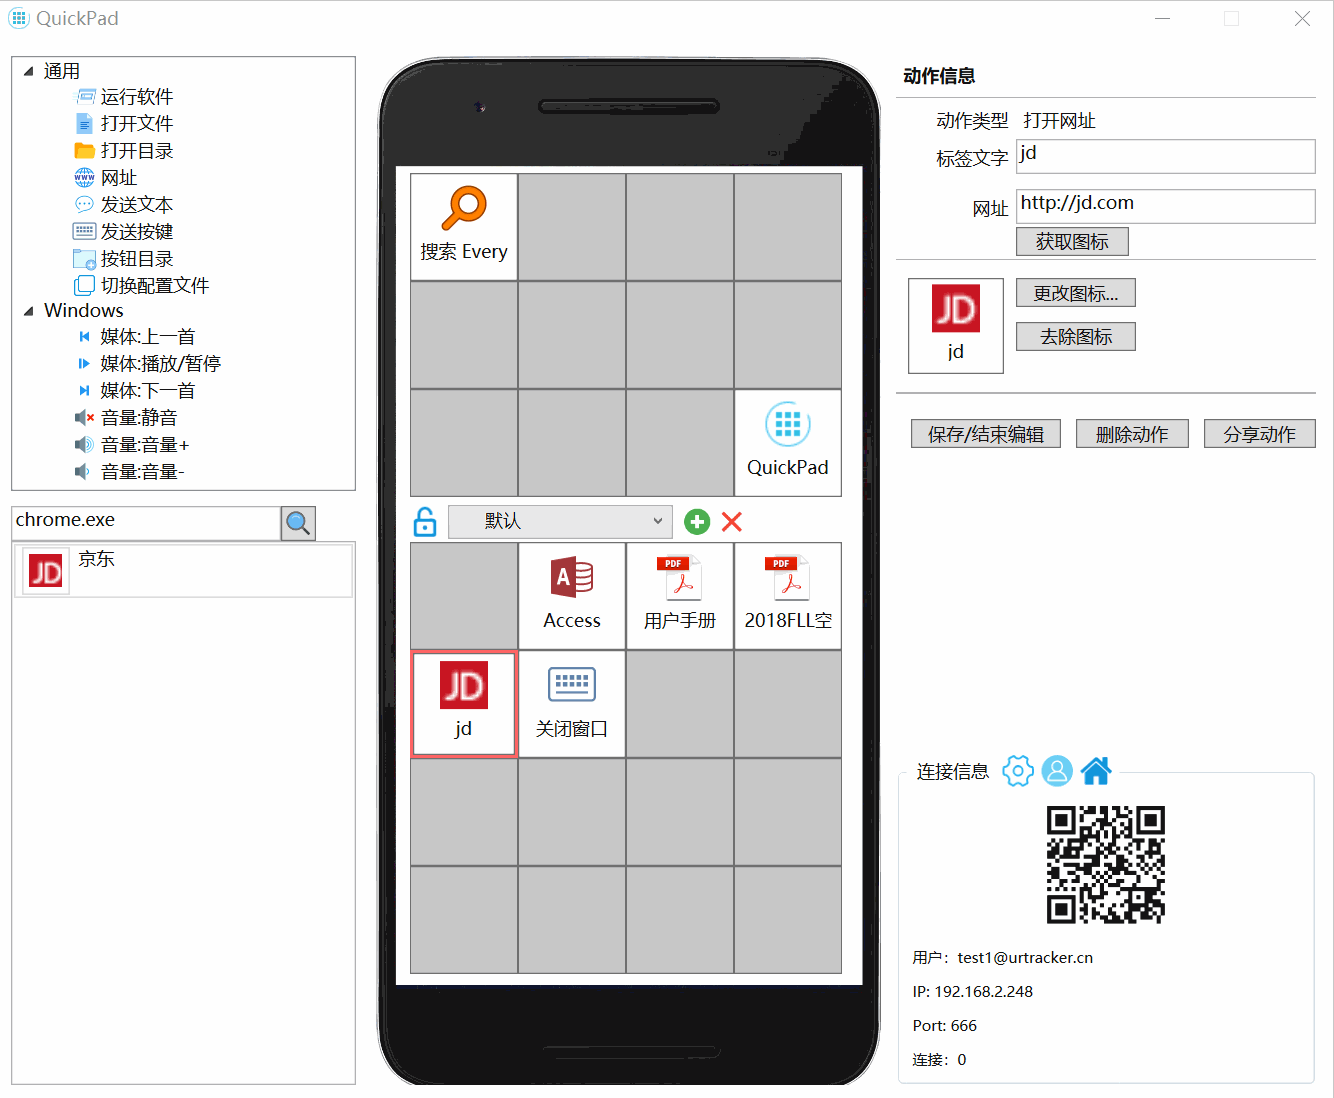 QuickPad
通用
运行软件
打开文件
打开目录
www
网址
发送文本
发送按键
按钮目录
切换配置文件
Windows
媒体:上一首
媒体:播放/暂停
媒体:下一首
音量:静音
音量:音量+
音量:音量-
chrome.exe
JD
京东
搜索 Every
QuickPad
默认
A
Access
PDF
用户手册
PDF
2018FLL空
JD
jd
关闭窗口
动作信息
动作类型 打开网址
标签文字 jd
网址 http://jd.com
获取图标
JD
jd
更改图标...
去除图标
保存/结束编辑 删除动作 分享动作
连接信息
用户：test1@urtracker.cn
IP: 192.168.2.248
Port: 666
连接：0